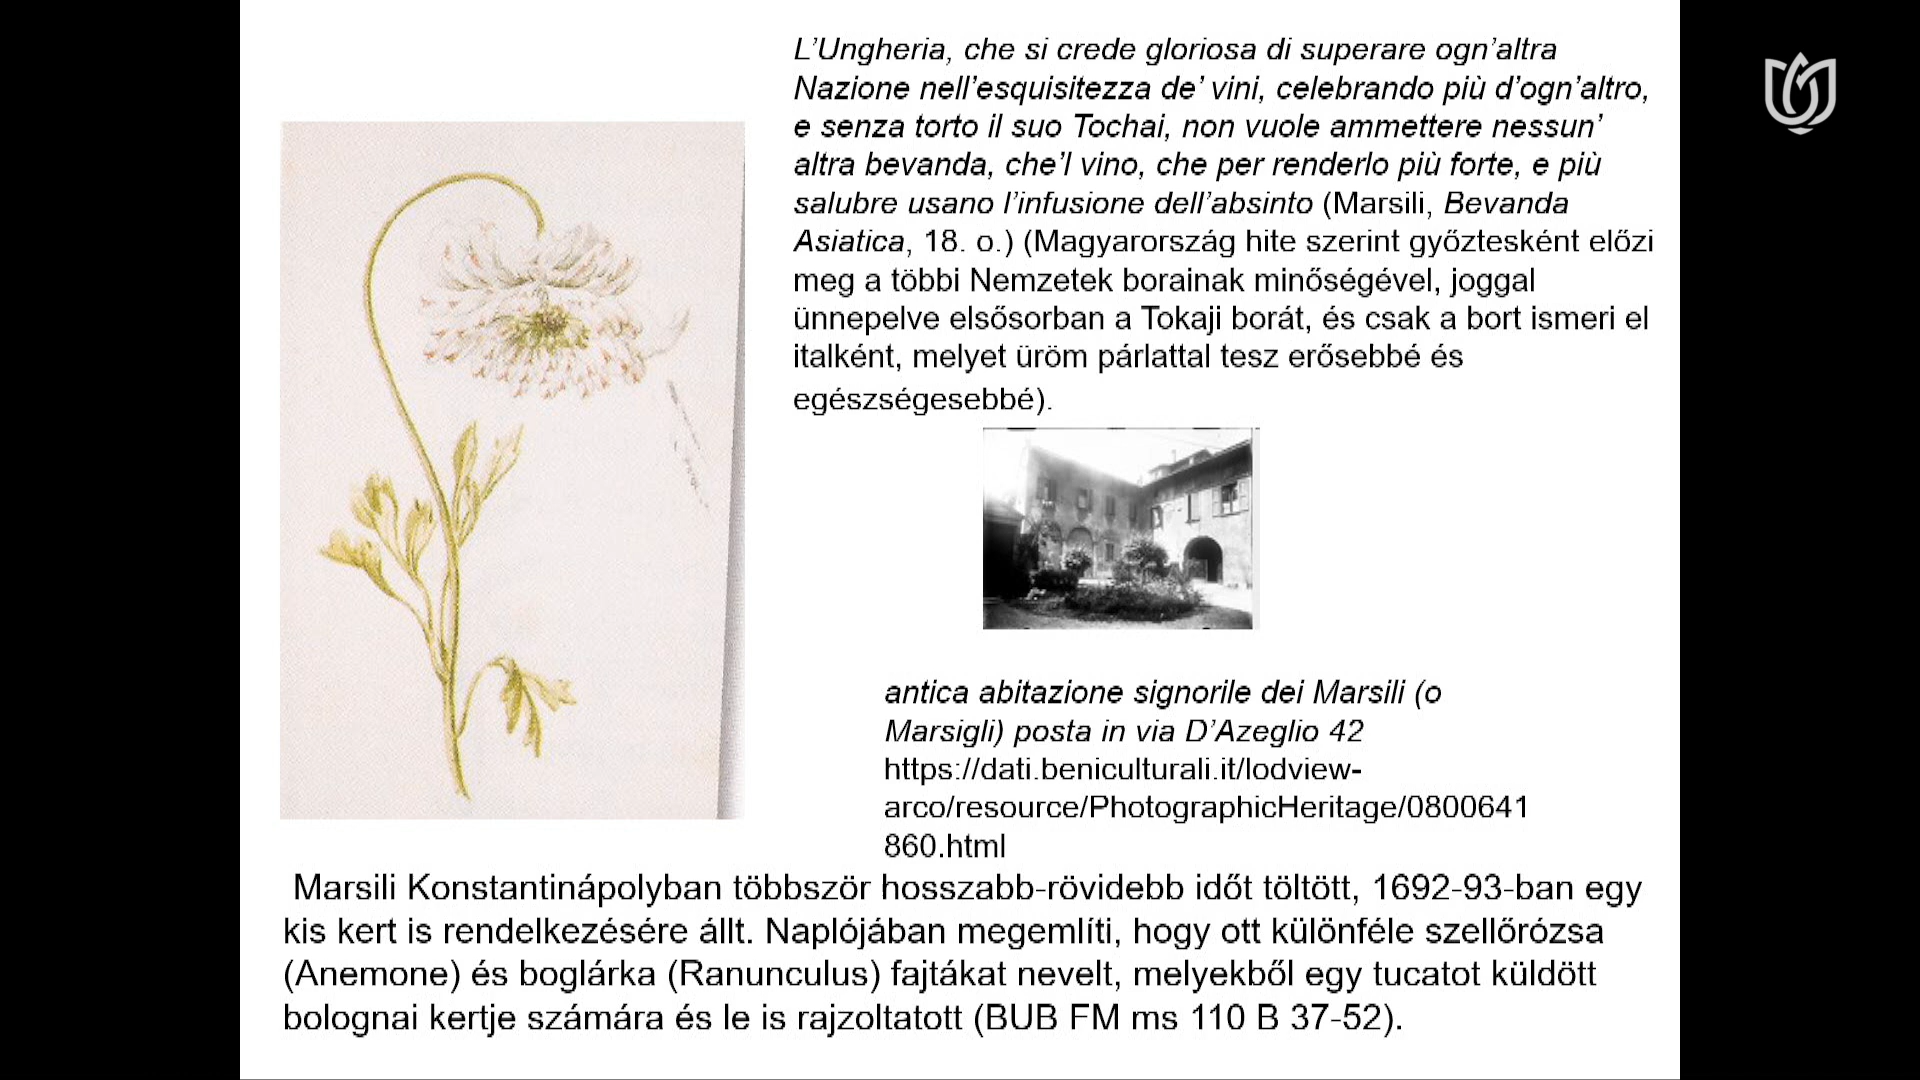 L’Ungheria, che si crede gloriosa di superare ogn’altra
Nazione nell’esquisitezza de’ vini, celebrando più d’ogn’altro,
e senza torto il suo Tochai, non vuole ammettere nessun’
altra bevanda, che’l vino, che per renderlo più forte, e più
salubre usano l’infusione dell’absinto (Marsili, Bevanda
Asiatica, 18. o.) (Magyarország hite szerint győztesként előzi
meg a többi Nemzetek borainak minőségével, joggal
ünnepelve elsősorban a Tokaji borát, és csak a bort ismeri el
italként, melyet üröm párlattal tesz erősebbé és
egészségesebbé).
antica abitazione signorile dei Marsili (o
Marsigli) posta in via D’Azeglio 42
https://dati.beniculturali.it/lodview-
arco/resource/PhotographicHeritage/0800641
860.html
Marsili Konstantinápolyban többször hosszabb-rövidebb időt töltött, 1692-93-ban egy
kis kert is rendelkezésére állt. Naplójában megemlíti, hogy ott különféle szellőrózsa
(Anemone) és boglárka (Ranunculus) fajtákat nevelt, melyekből egy tucatot küldött
bolognai kertje számára és le is rajzoltatott (BUB FM ms 110 B 37-52).